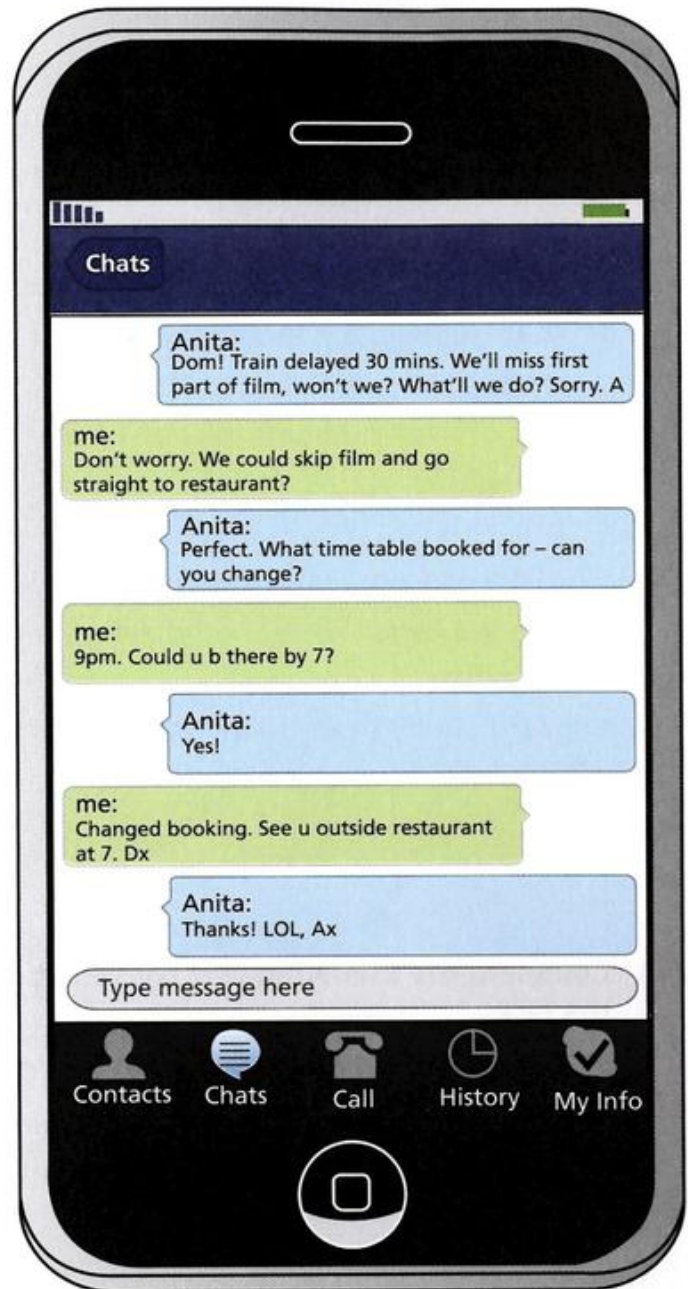 Chats
Anita:
Dom! Train delayed 30 mins. We'll miss first
part of film, won't we? What'll we do? Sorry. A
me:
Don't worry. We could skip film and go
straight to restaurant?
Anita:
Perfect. What time table booked for – can
you change?
me:
9pm. Could u b there by 7?
Anita:
Yes!
me:
Changed booking. See u outside restaurant
at 7. Dx
Anita:
Thanks! LOL, Ax
Type message here
Contacts Chats Call History My Info